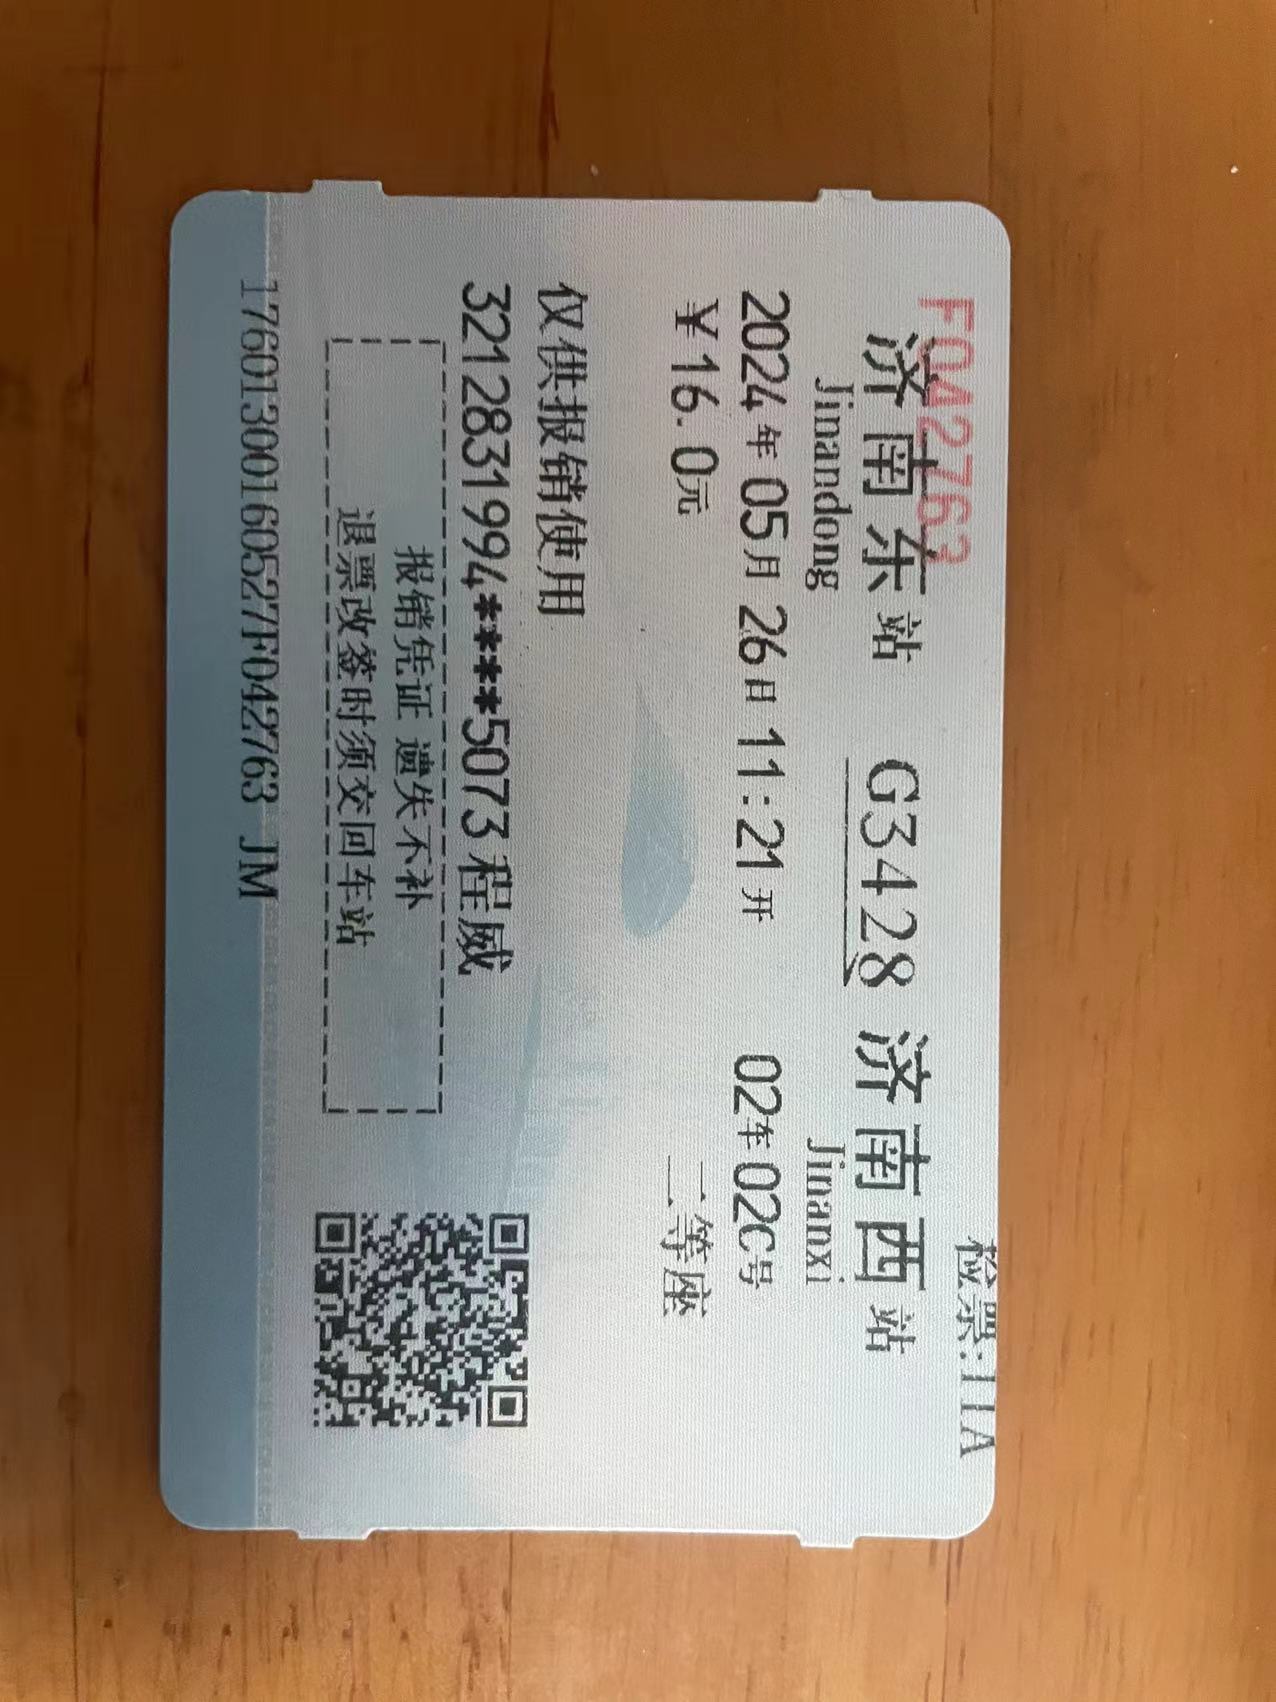 F042763
检票:11A
济南东站 G3428 济南西站
Jinandong Jinanxi
2024年05月26日11:21开 02车02C号
¥16.0元 二等座
仅供报销使用
3212831994****5073程威
报销凭证 遗失不补
退票改签时须交回车站
17601300160527F042763 JM